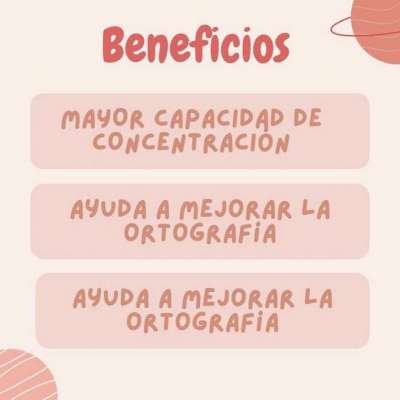 Beneficios
MAYOR CAPACIDAD DE
CONCENTRACIÓN
AYUDA A MEJORAR LA
ORTOGRAFÍA
AYUDA A MEJORAR LA
ORTOGRAFÍA